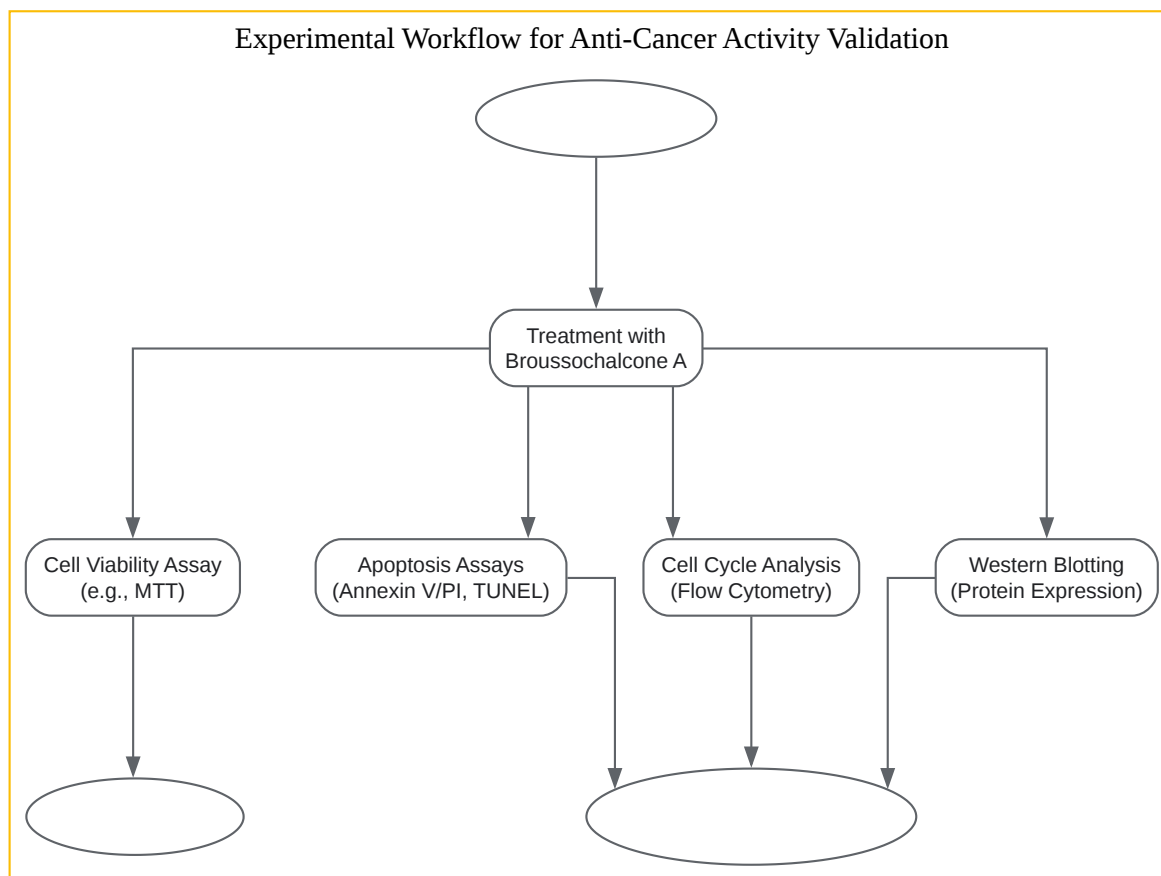 Experimental Workflow for Anti-Cancer Activity Validation
Treatment with
Broussochalcone A
Cell Viability Assay
(e.g., MTT)
Apoptosis Assays
(Annexin V/PI, TUNEL)
Cell Cycle Analysis
(Flow Cytometry)
Western Blotting
(Protein Expression)